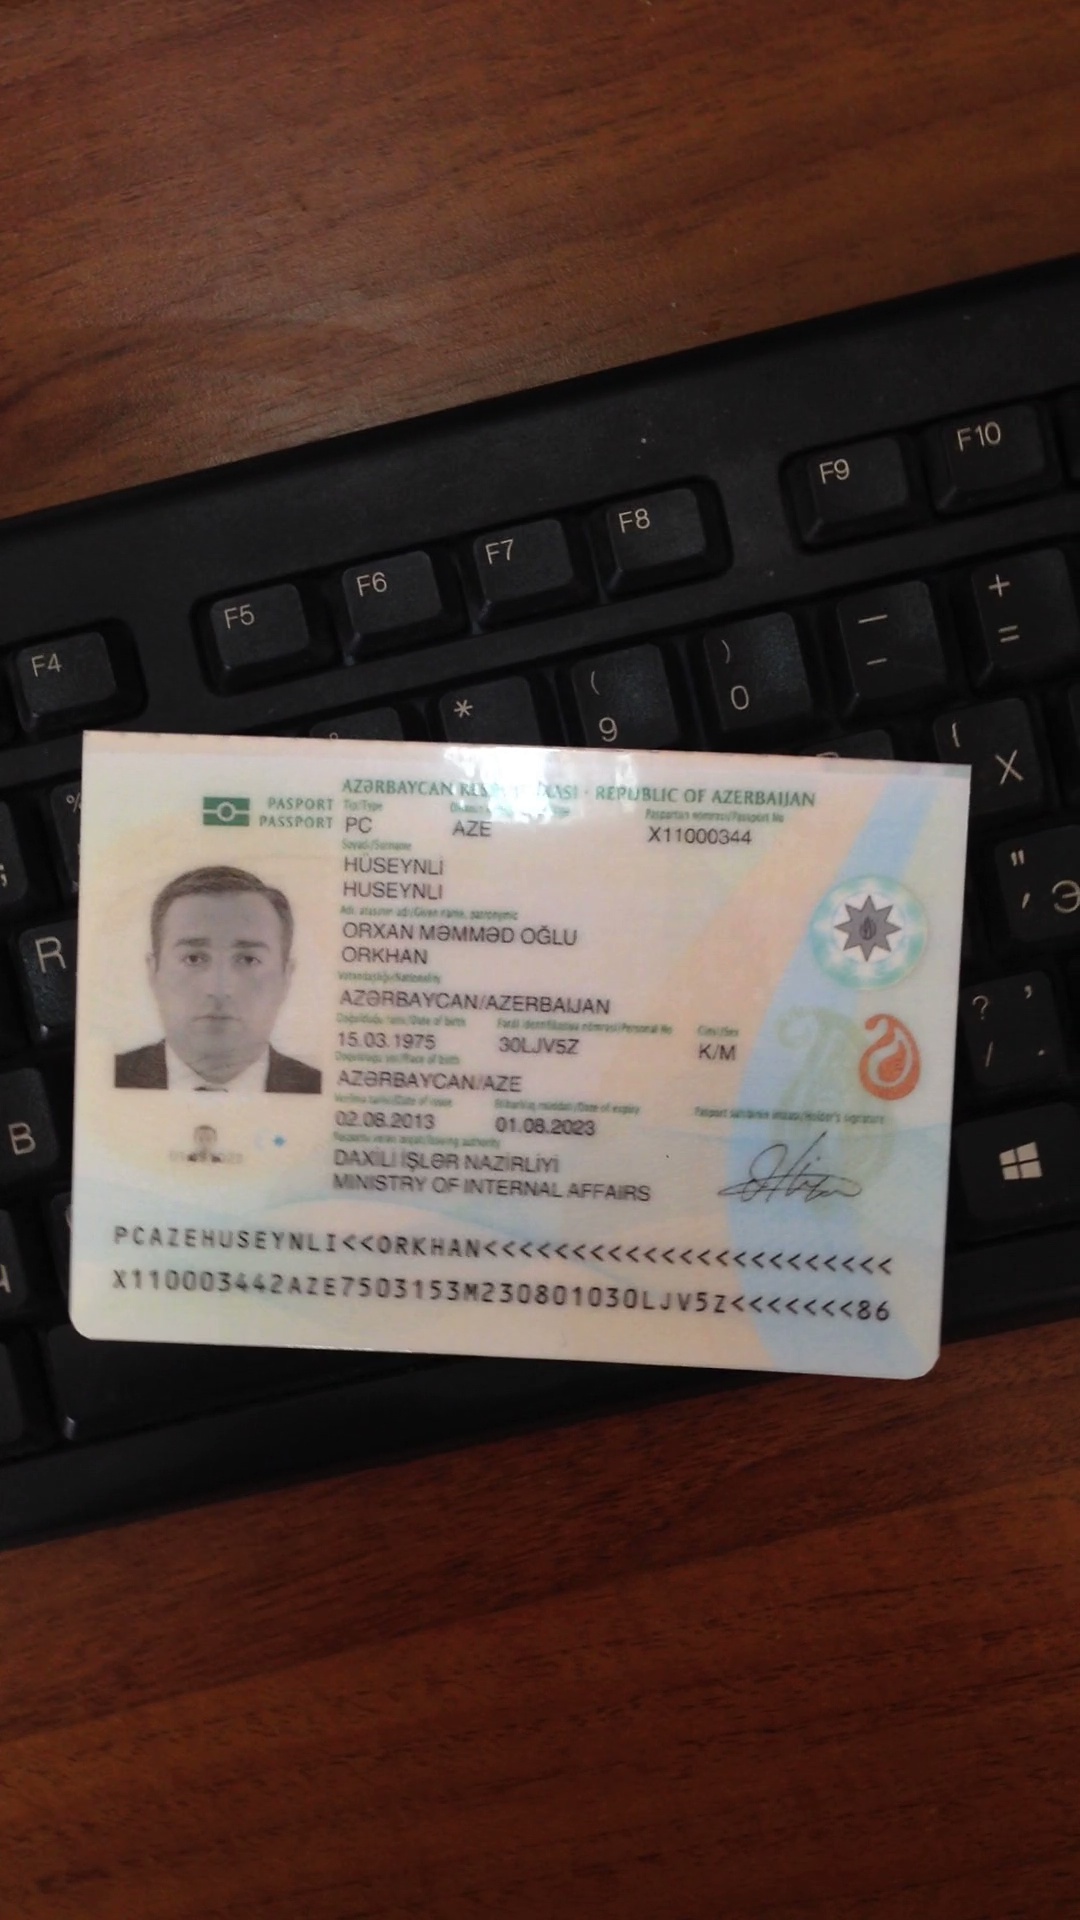 F10
F9
F8
F7
F6
F5
F4
+
=
—
-
)
0
(
9
*
X
%
"
'
Э
R
?
,
/
.
B
PASPORT
PASSPORT
AZƏRBAYCAN · REPUBLIC OF AZERBAIJAN
Tip/Type
Pasportun nömrəsi/Passport No
PC AZE X11000344
Soyadı/Surname
HÜSEYNLİ
HUSEYNLI
Adı, atasının adı/Given name, patronymic
ORXAN MƏMMƏD OĞLU
ORKHAN
Vətəndaşlığı/Nationality
AZƏRBAYCAN/AZERBAIJAN
Doğulduğu tarix/Date of birth Fərdi identifikasiya nömrəsi/Personal No Cinsi/Sex
15.03.1975 30LJV5Z K/M
Doğulduğu yer/Place of birth
AZƏRBAYCAN/AZE
Verilmə tarixi/Date of issue Etibarlılıq müddəti/Date of expiry Pasport sahibinin imzası/Holder's signature
02.08.2013 01.08.2023
Pasportu verən orqan/Issuing authority
DAXİLİ İŞLƏR NAZİRLİYİ
MINISTRY OF INTERNAL AFFAIRS
PCAZEHUSEYNLI<<ORKHAN<<<<<<<<<<<<<<<<<<<<<<<
X110003442AZE7503153M230801030LJV5Z<<<<<<<86